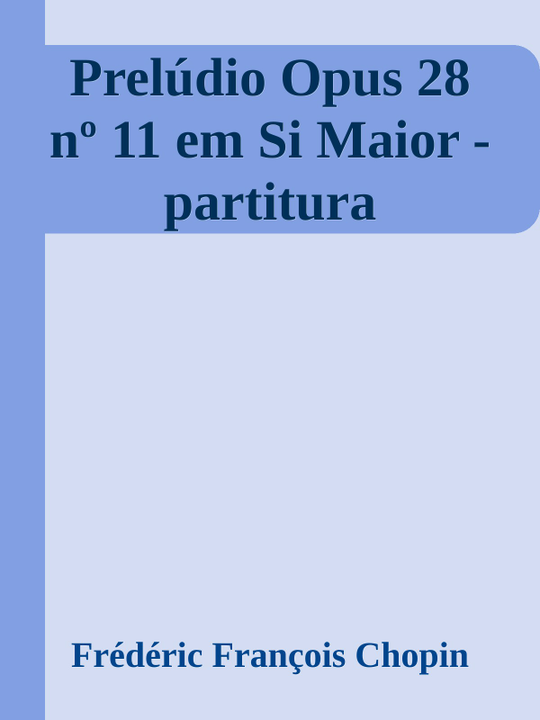 Prelúdio Opus 28
nº 11 em Si Maior -
partitura
Frédéric François Chopin